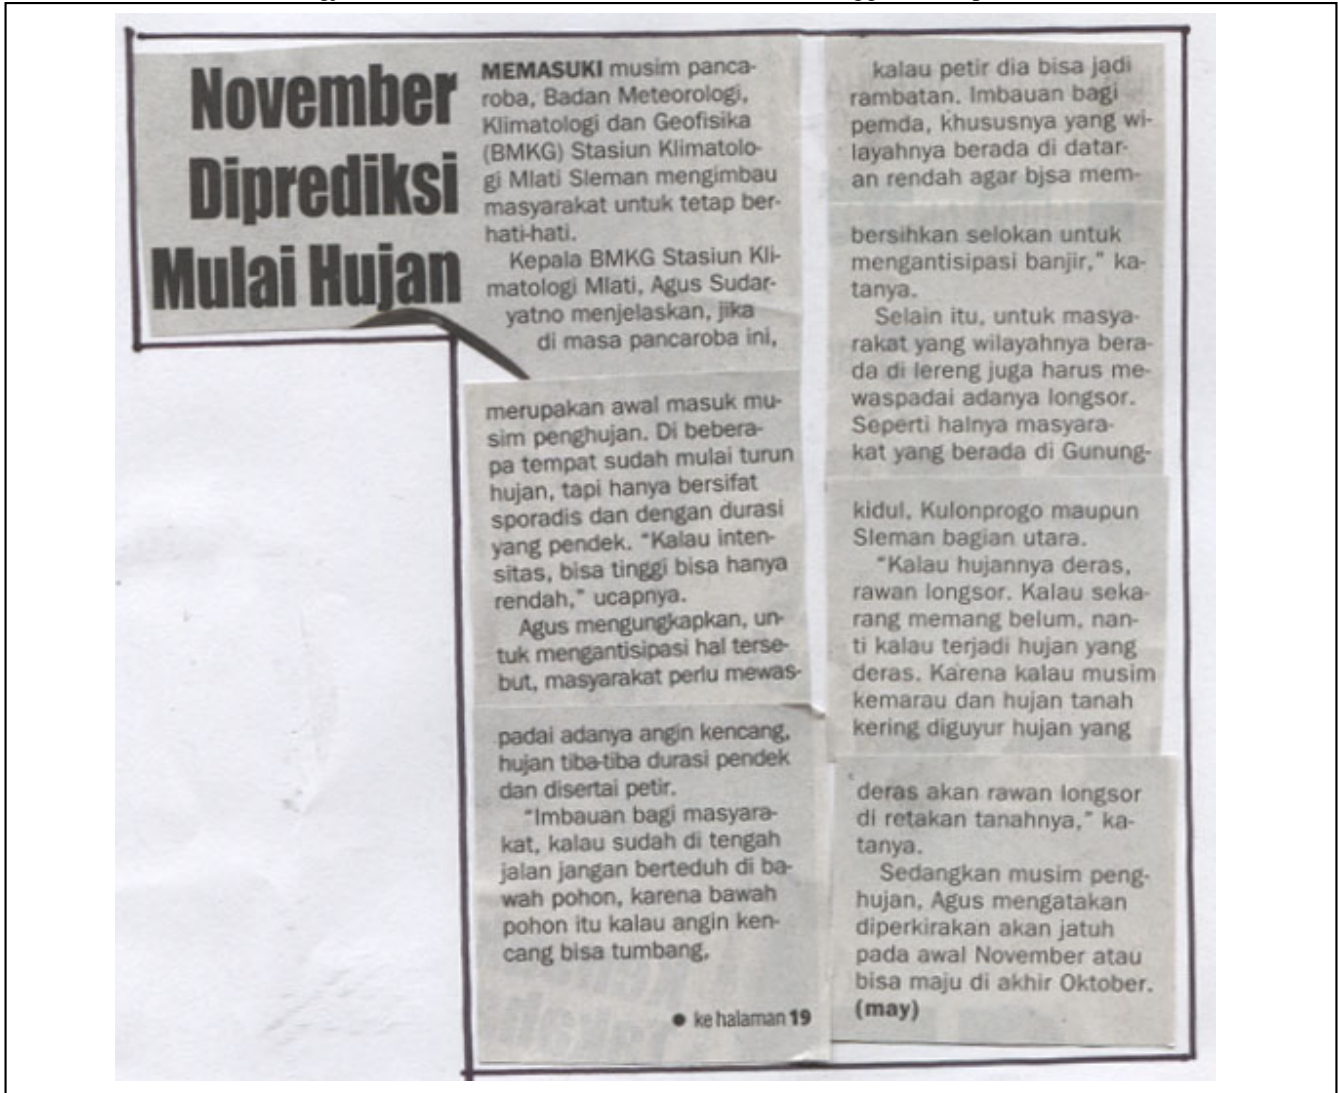 November
Diprediksi
Mulai Hujan
MEMASUKI musim panca-
roba, Badan Meteorologi,
Klimatologi dan Geofisika
(BMKG) Stasiun Klimatolo-
gi Mlati Sleman mengimbau
masyarakat untuk tetap ber-
hati-hati.
Kepala BMKG Stasiun Kli-
matologi Mlati, Agus Sudar-
yatno menjelaskan, jika
di masa pancaroba ini,
merupakan awal masuk mu-
sim penghujan. Di bebera-
pa tempat sudah mulai turun
hujan, tapi hanya bersifat
sporadis dan dengan durasi
yang pendek. "Kalau inten-
sitas, bisa tinggi bisa hanya
rendah," ucapnya.
Agus mengungkapkan, un-
tuk mengantisipasi hal terse-
but, masyarakat perlu mewas-
padai adanya angin kencang,
hujan tiba-tiba durasi pendek
dan disertai petir.
"Imbauan bagi masyara-
kat, kalau sudah di tengah
jalan jangan berteduh di ba-
wah pohon, karena bawah
pohon itu kalau angin ken-
cang bisa tumbang,
● ke halaman 19
kalau petir dia bisa jadi
rambatan. Imbauan bagi
pemda, khususnya yang wi-
layahnya berada di datar-
an rendah agar bjsa mem-
bersihkan selokan untuk
mengantisipasi banjir," ka-
tanya.
Selain itu, untuk masya-
rakat yang wilayahnya bera-
da di lereng juga harus me-
waspadai adanya longsor.
Seperti halnya masyara-
kat yang berada di Gunung-
kidul, Kulonprogo maupun
Sleman bagian utara.
"Kalau hujannya deras,
rawan longsor. Kalau seka-
rang memang belum, nan-
ti kalau terjadi hujan yang
deras. Karena kalau musim
kemarau dan hujan tanah
kering diguyur hujan yang
deras akan rawan longsor
di retakan tanahnya," ka-
tanya.
Sedangkan musim peng-
hujan, Agus mengatakan
diperkirakan akan jatuh
pada awal November atau
bisa maju di akhir Oktober.
(may)